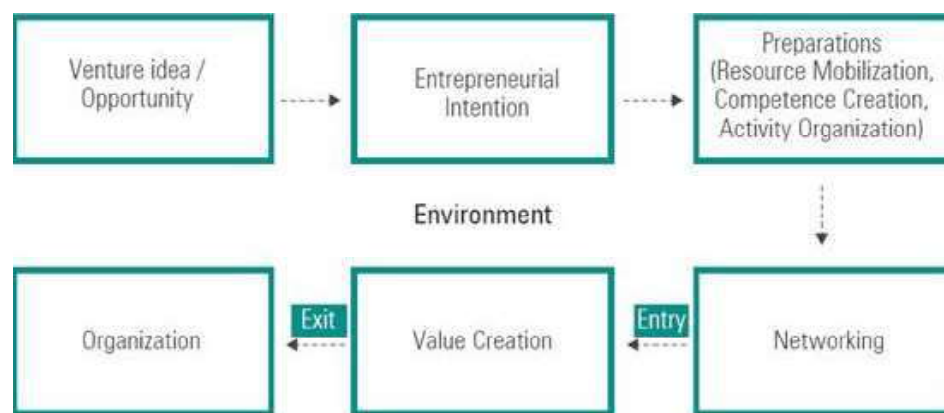 Venture idea /
Opportunity
Entrepreneurial
Intention
Preparations
(Resource Mobilization,
Competence Creation,
Activity Organization)
Environment
Organization
Exit
Value Creation
Entry
Networking